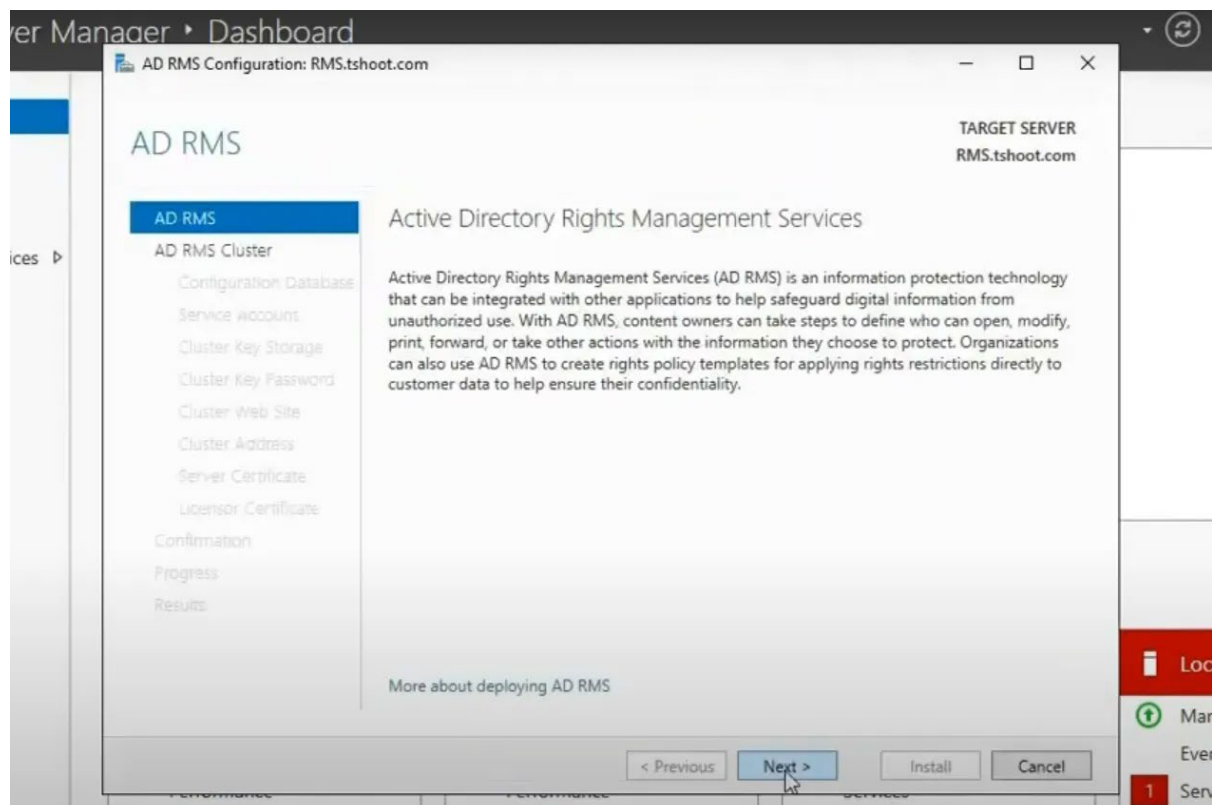 er Manager ‣ Dashboard
AD RMS Configuration: RMS.tshoot.com
AD RMS
TARGET SERVER
RMS.tshoot.com
AD RMS
AD RMS Cluster
Configuration Database
Service Account
Cluster Key Storage
Cluster Key Password
Cluster Web Site
Cluster Address
Server Certificate
Licensor Certificate
Confirmation
Progress
Results
ices
Active Directory Rights Management Services
Active Directory Rights Management Services (AD RMS) is an information protection technology
that can be integrated with other applications to help safeguard digital information from
unauthorized use. With AD RMS, content owners can take steps to define who can open, modify,
print, forward, or take other actions with the information they choose to protect. Organizations
can also use AD RMS to create rights policy templates for applying rights restrictions directly to
customer data to help ensure their confidentiality.
More about deploying AD RMS
< Previous
Next >
Install
Cancel
Loc
Mar
Ever
1 Serv